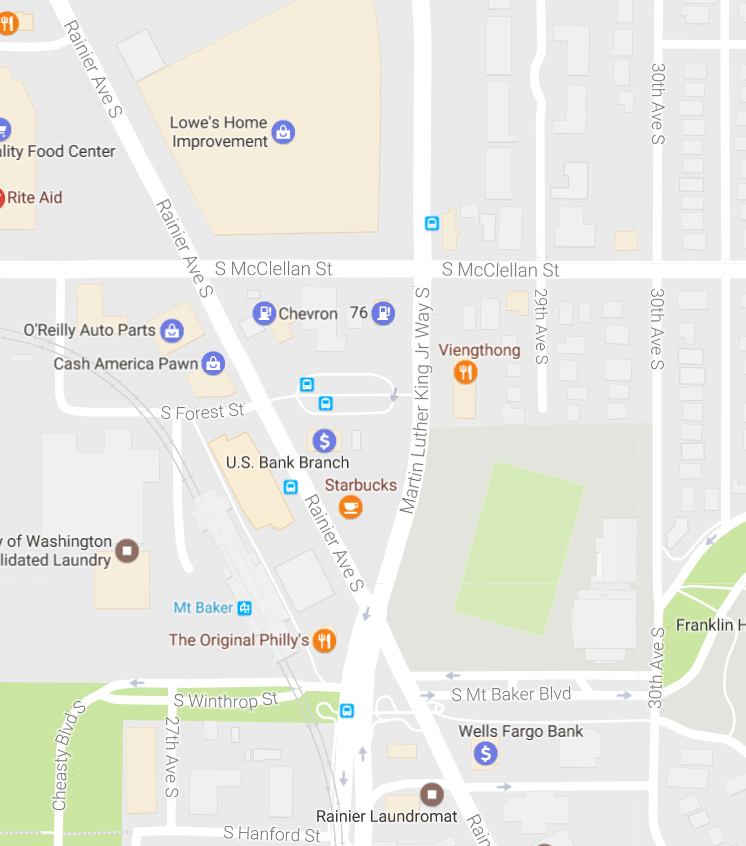 Rainier Ave S
30th Ave S
Lowe's Home
Improvement
ality Food Center
Rite Aid
Rainier Ave S
S McClellan St
S McClellan St
O'Reilly Auto Parts
Chevron
76
29th Ave S
30th Ave S
Cash America Pawn
Viengthong
Martin Luther King Jr Way S
S Forest St
U.S. Bank Branch
Starbucks
Rainier Ave S
y of Washington
lidated Laundry
Mt Baker
The Original Philly's
Franklin H
30th Ave S
S Winthrop St
S Mt Baker Blvd
Cheasty Blvd S
27th Ave S
Wells Fargo Bank
Rainier Laundromat
S Hanford St
Rain